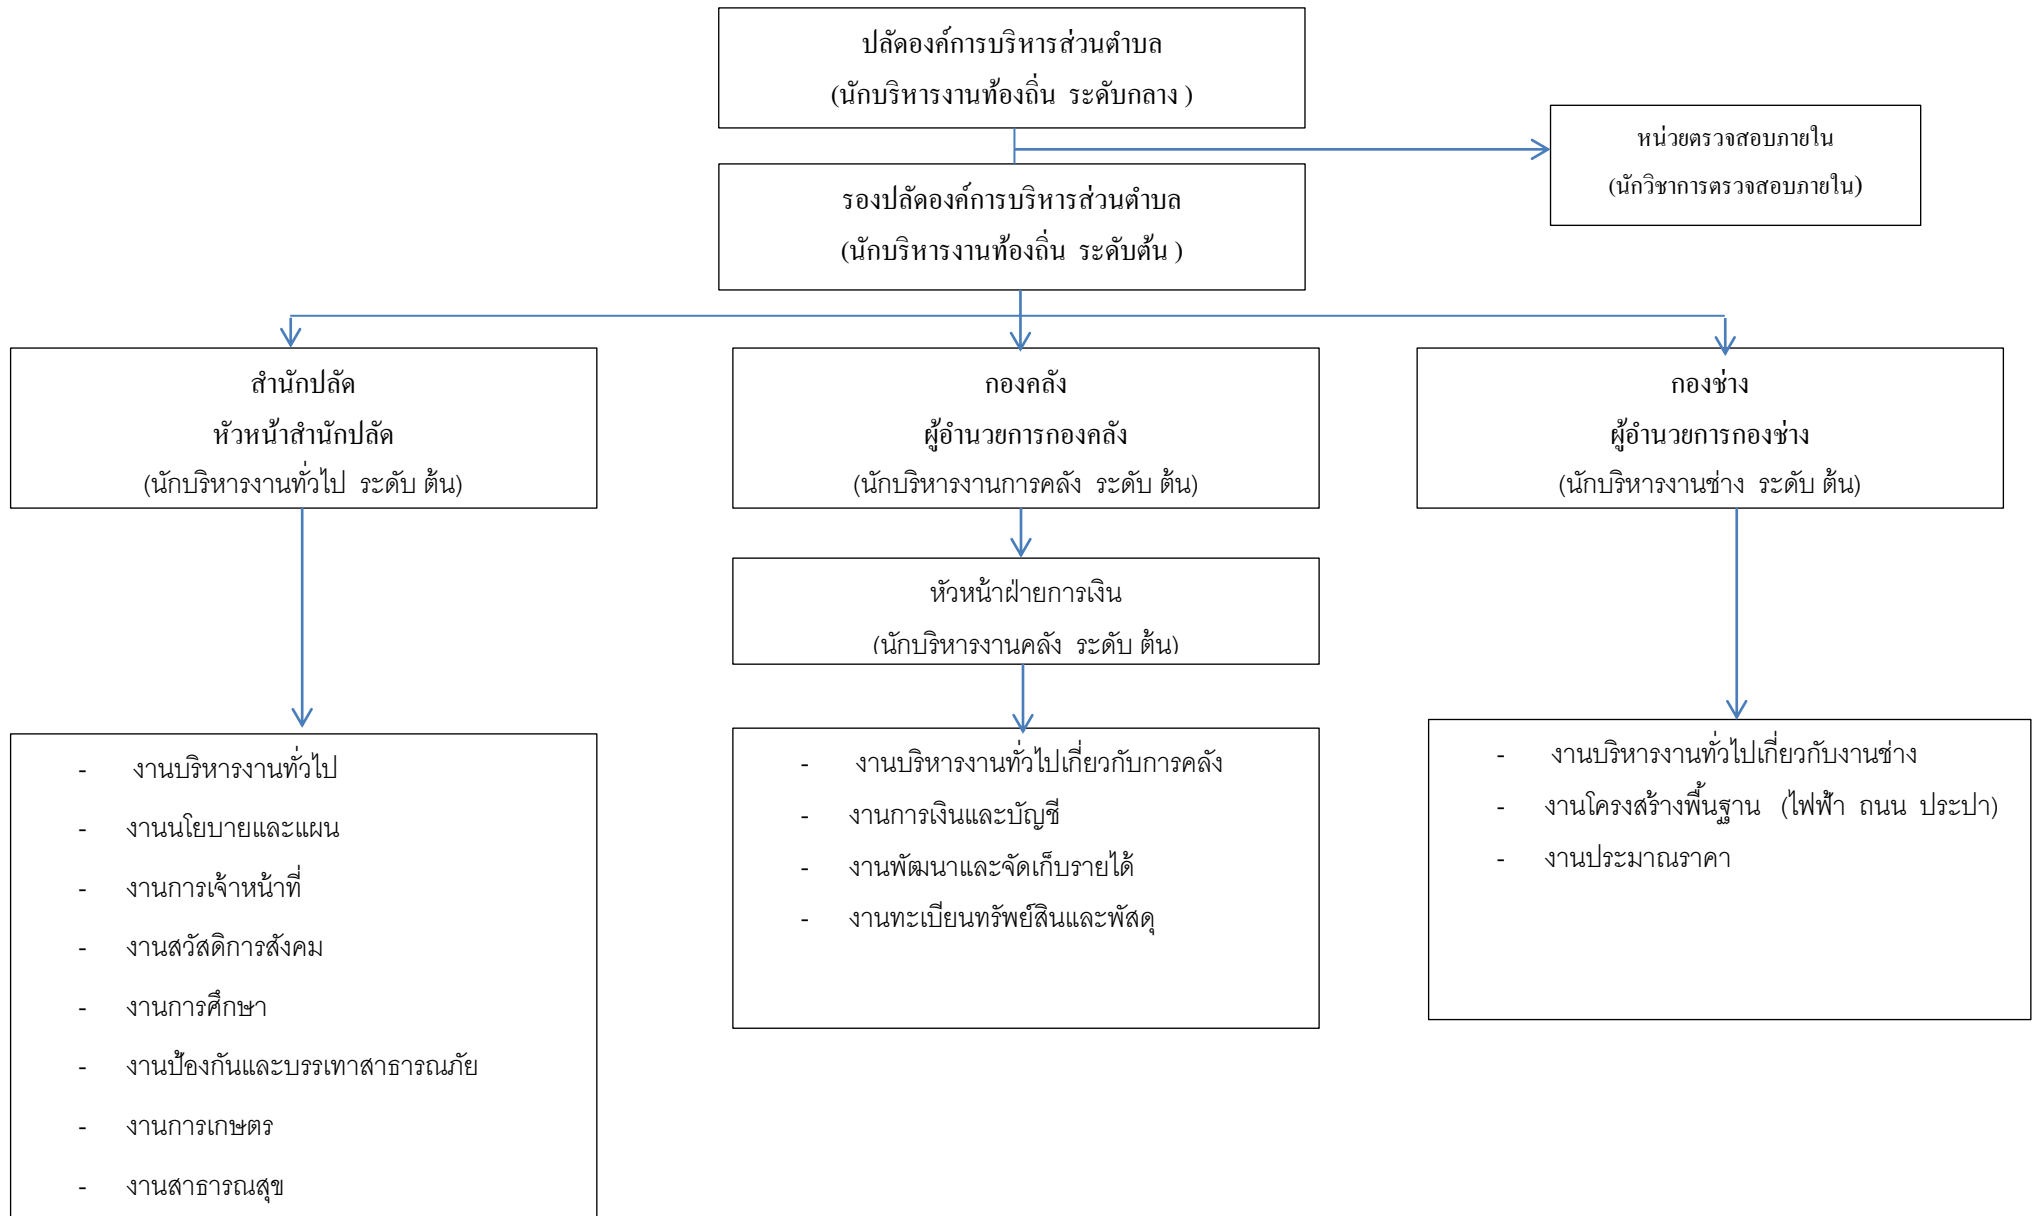 ปลัดองค์การบริหารส่วนตำบล
(นักบริหารงานท้องถิ่น ระดับกลาง )
หน่วยตรวจสอบภายใน
(นักวิชาการตรวจสอบภายใน)
รองปลัดองค์การบริหารส่วนตำบล
(นักบริหารงานท้องถิ่น ระดับต้น )
สำนักปลัด
หัวหน้าสำนักปลัด
(นักบริหารงานทั่วไป ระดับ ต้น)
กองคลัง
ผู้อำนวยการกองคลัง
(นักบริหารงานการคลัง ระดับ ต้น)
กองช่าง
ผู้อำนวยการกองช่าง
(นักบริหารงานช่าง ระดับ ต้น)
หัวหน้าฝ่ายการเงิน
(นักบริหารงานคลัง ระดับ ต้น)
- งานบริหารงานทั่วไป
- งานนโยบายและแผน
- งานการเจ้าหน้าที่
- งานสวัสดิการสังคม
- งานการศึกษา
- งานป้องกันและบรรเทาสาธารณภัย
- งานการเกษตร
- งานสาธารณสุข
- งานบริหารงานทั่วไปเกี่ยวกับการคลัง
- งานการเงินและบัญชี
- งานพัฒนาและจัดเก็บรายได้
- งานทะเบียนทรัพย์สินและพัสดุ
- งานบริหารงานทั่วไปเกี่ยวกับงานช่าง
- งานโครงสร้างพื้นฐาน (ไฟฟ้า ถนน ประปา)
- งานประมาณราคา